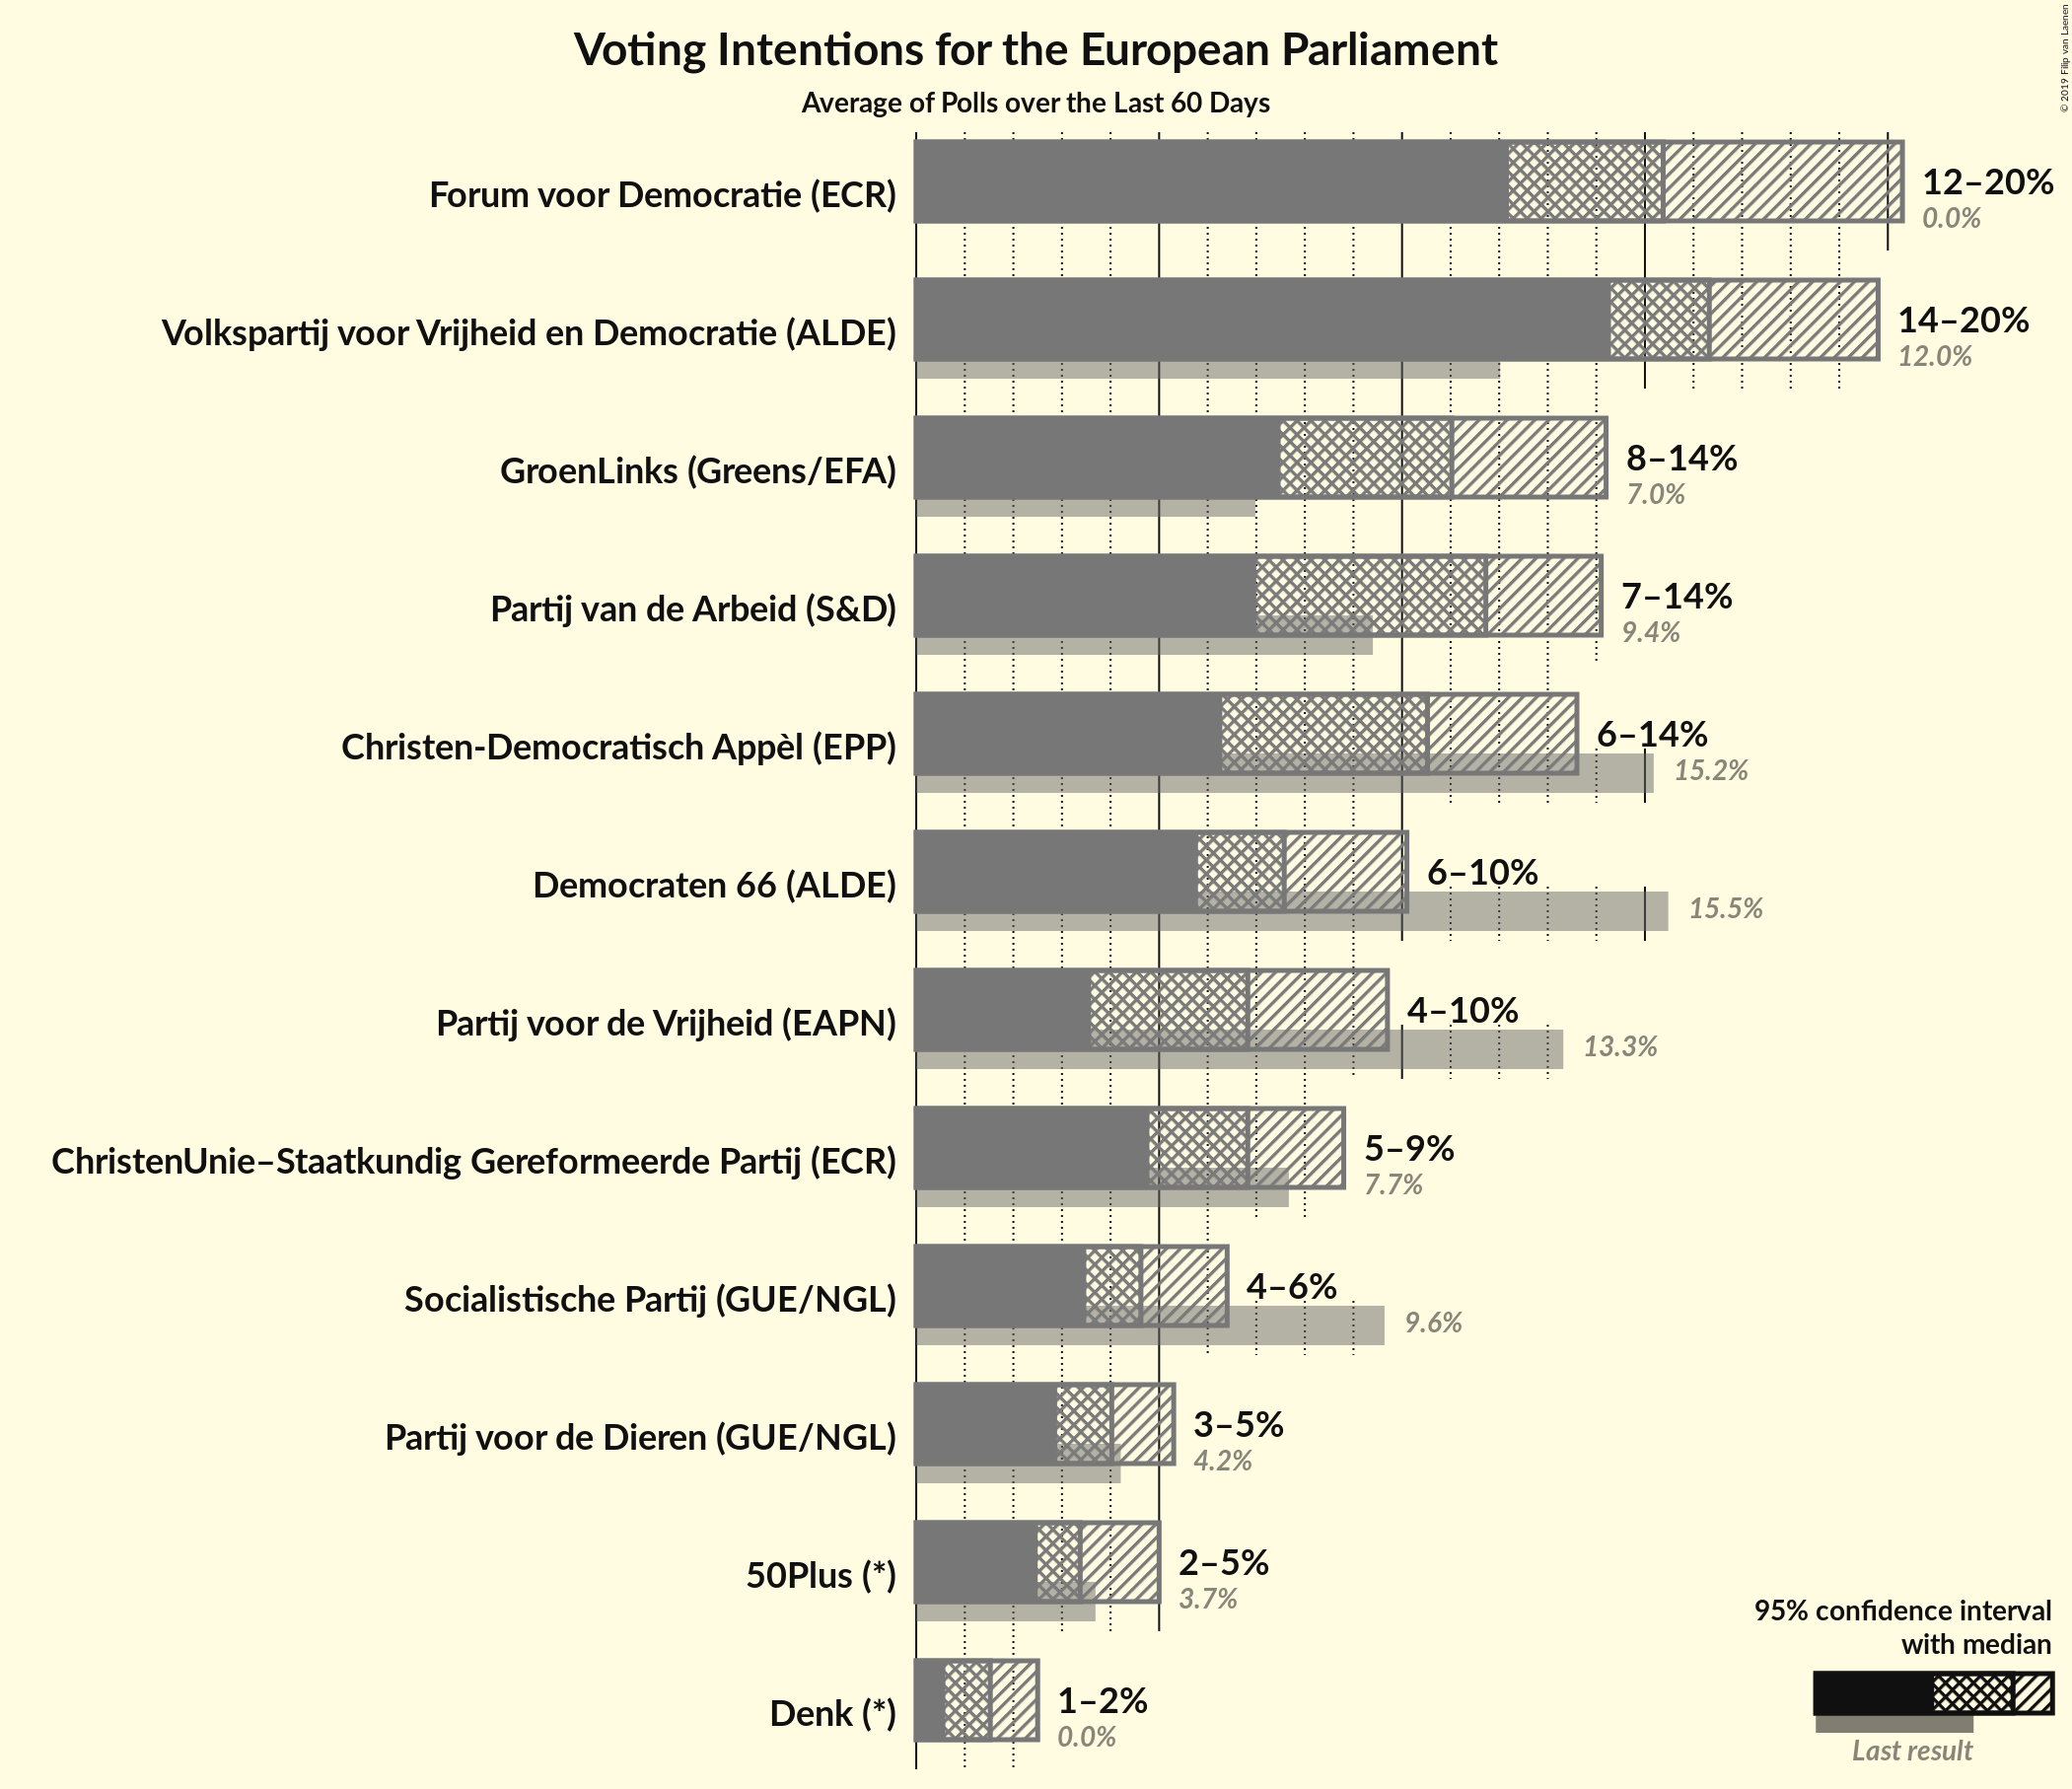 Voting Intentions for the European Parliament
Average of Polls over the Last 60 Days
© 2019 Filip van Laenen
Forum voor Democratie (ECR)
12–20%
0.0%
Volkspartij voor Vrijheid en Democratie (ALDE)
14–20%
12.0%
GroenLinks (Greens/EFA)
8–14%
7.0%
Partij van de Arbeid (S&D)
7–14%
9.4%
Christen-Democratisch Appèl (EPP)
6–14%
15.2%
Democraten 66 (ALDE)
6–10%
15.5%
Partij voor de Vrijheid (EAPN)
4–10%
13.3%
ChristenUnie–Staatkundig Gereformeerde Partij (ECR)
5–9%
7.7%
Socialistische Partij (GUE/NGL)
4–6%
9.6%
Partij voor de Dieren (GUE/NGL)
3–5%
4.2%
50Plus (*)
2–5%
3.7%
Denk (*)
1–2%
0.0%
95% confidence interval
with median
Last result